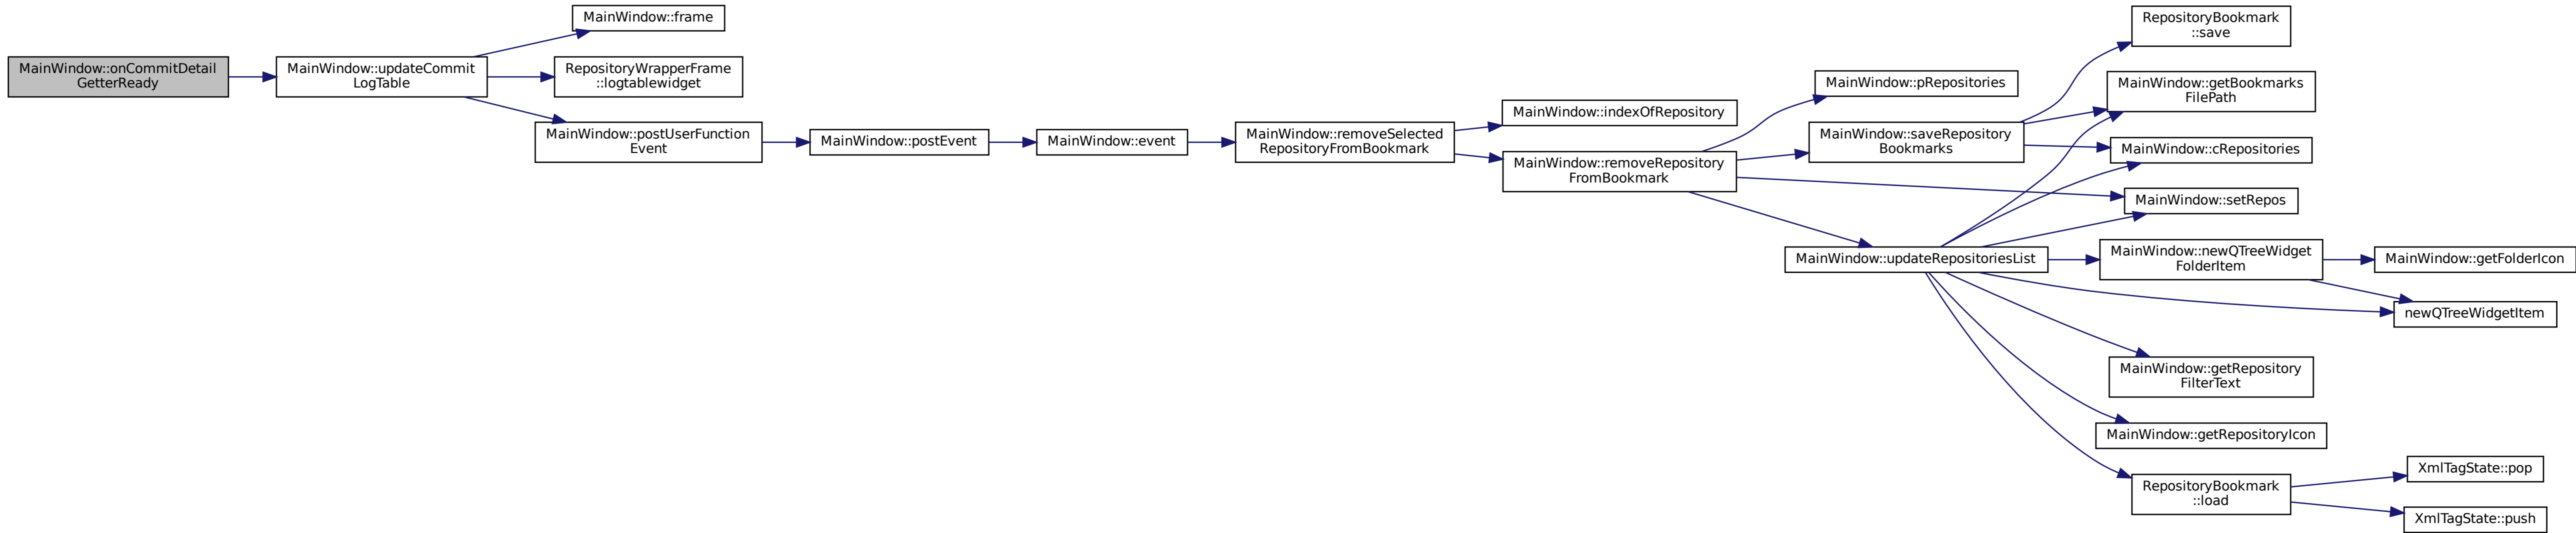 MainWindow::onCommitDetail
GetterReady
MainWindow::updateCommit
LogTable
MainWindow::frame
RepositoryWrapperFrame
::logtablewidget
MainWindow::postUserFunction
Event
MainWindow::postEvent
MainWindow::event
MainWindow::removeSelected
RepositoryFromBookmark
MainWindow::indexOfRepository
MainWindow::removeRepository
FromBookmark
MainWindow::pRepositories
MainWindow::saveRepository
Bookmarks
MainWindow::updateRepositoriesList
RepositoryBookmark
::save
MainWindow::getBookmarks
FilePath
MainWindow::cRepositories
MainWindow::setRepos
MainWindow::newQTreeWidget
FolderItem
MainWindow::getFolderIcon
newQTreeWidgetItem
MainWindow::getRepository
FilterText
MainWindow::getRepositoryIcon
RepositoryBookmark
::load
XmlTagState::pop
XmlTagState::push